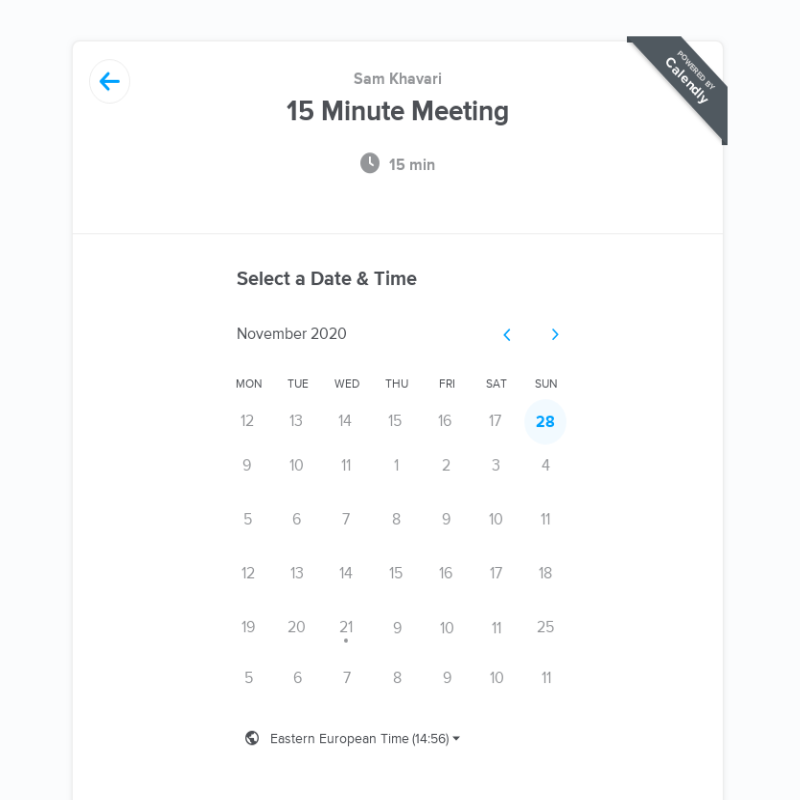 Sam Khavari
15 Minute Meeting
15 min
POWERED BY
Calendly
Select a Date & Time
November 2020
MON TUE WED THU FRI SAT SUN
12 13 14 15 16 17 28
9 10 11 1 2 3 4
5 6 7 8 9 10 11
12 13 14 15 16 17 18
19 20 21 9 10 11 25
5 6 7 8 9 10 11
Eastern European Time (14:56)